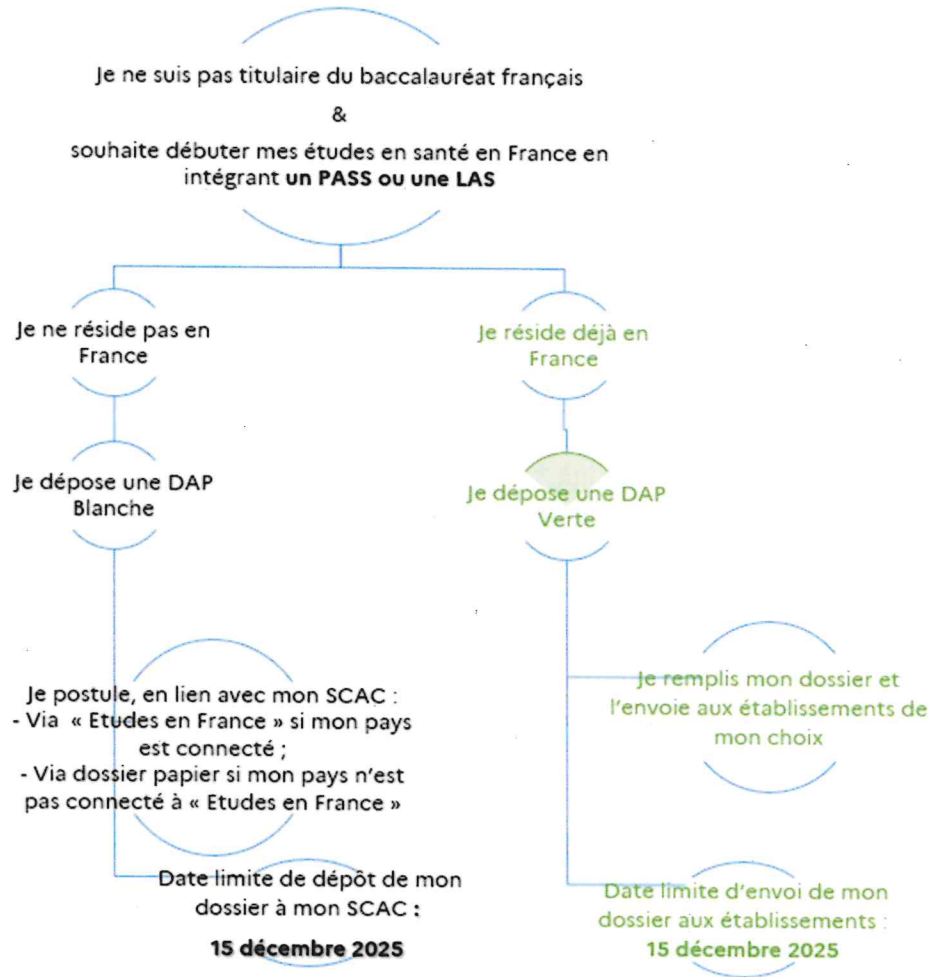 Je ne suis pas titulaire du baccalauréat français
&
souhaite débuter mes études en santé en France en
intégrant un PASS ou une LAS
Je ne réside pas en
France
Je réside déjà en
France
Je dépose une DAP
Blanche
Je dépose une DAP
Verte
Je postule, en lien avec mon SCAC :
- Via « Etudes en France » si mon pays
est connecté ;
- Via dossier papier si mon pays n'est
pas connecté à « Etudes en France »
Je remplis mon dossier et
l'envoie aux établissements de
mon choix
Date limite de dépôt de mon
dossier à mon SCAC :
15 décembre 2025
Date limite d'envoi de mon
dossier aux établissements :
15 décembre 2025